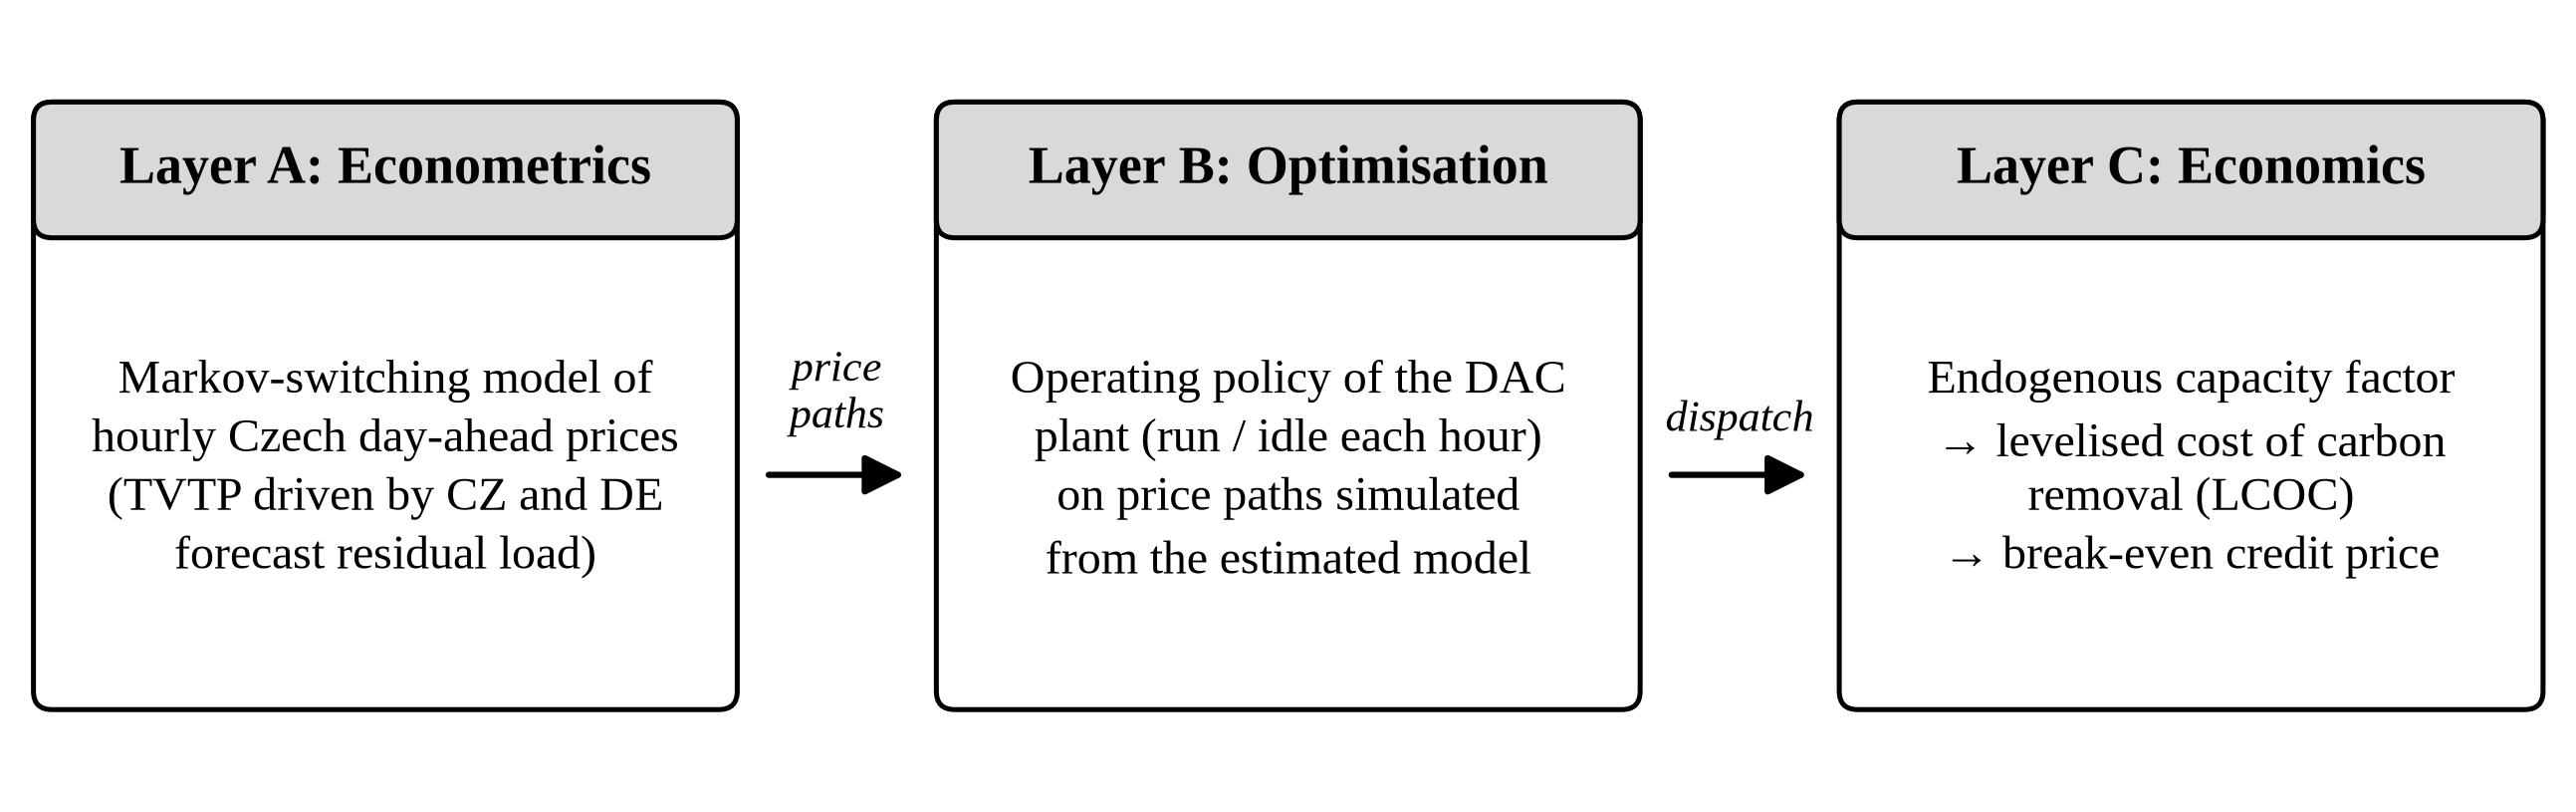 Layer A: Econometrics
Markov-switching model of
hourly Czech day-ahead prices
(TVTP driven by CZ and DE
forecast residual load)
price
paths
Layer B: Optimisation
Operating policy of the DAC
plant (run / idle each hour)
on price paths simulated
from the estimated model
dispatch
Layer C: Economics
Endogenous capacity factor
→ levelised cost of carbon
removal (LCOC)
→ break-even credit price